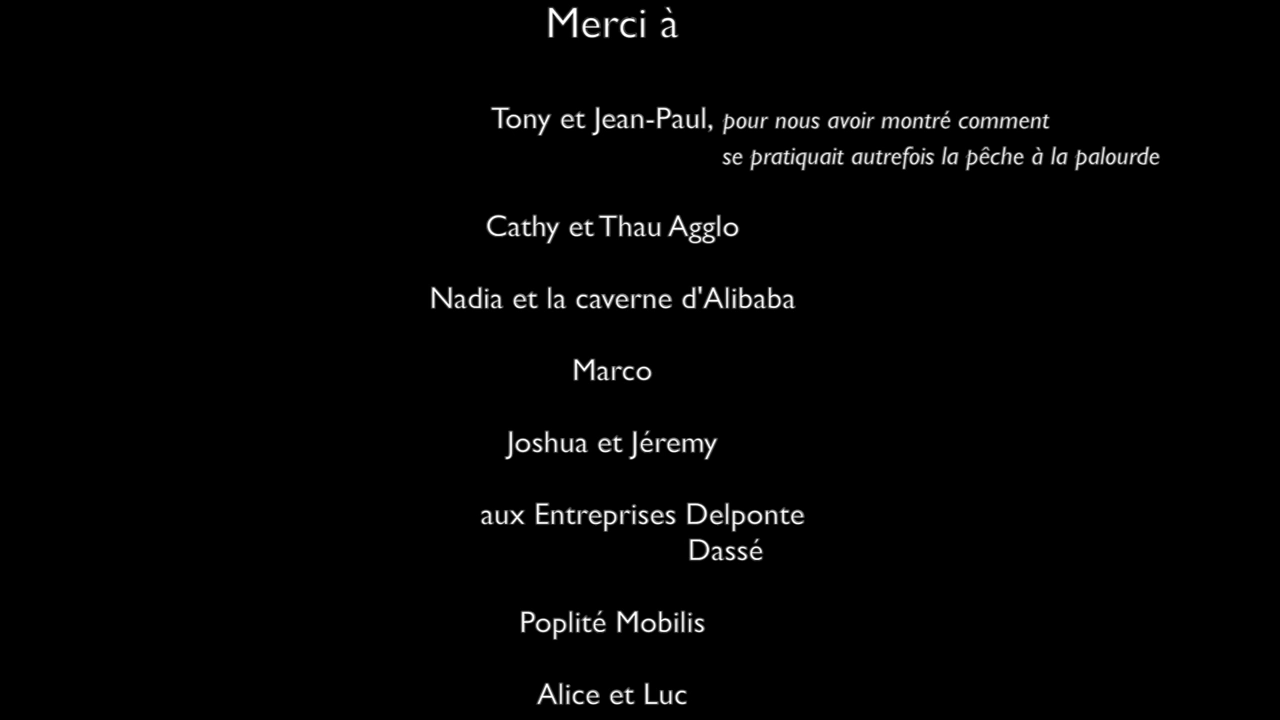 Merci à
Tony et Jean-Paul, pour nous avoir montré comment
se pratiquait autrefois la pêche à la palourde
Cathy et Thau Agglo
Nadia et la caverne d'Alibaba
Marco
Joshua et Jéremy
aux Entreprises Delponte
Dassé
Poplité Mobilis
Alice et Luc